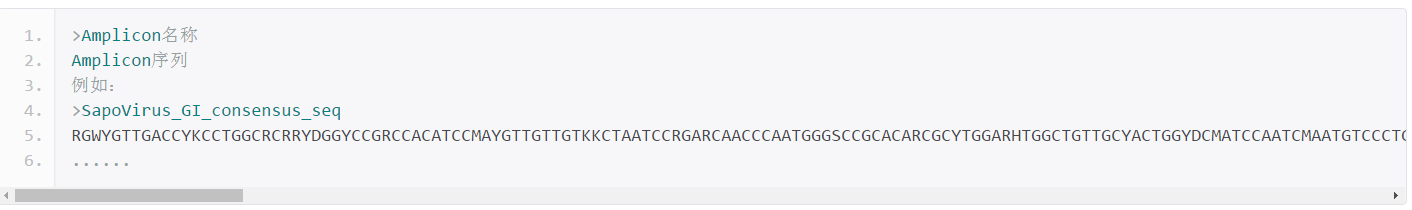 1. >Amplicon名称
2. Amplicon序列
3. 例如：
4. >SapoVirus_GI_consensus_seq
5. RGWYGTTGACCYKCCTGGCRCRRYDGGYCCGRCCACATCCMAYGTTGTTGTKKCTAATCCRGARCAACCCAATGGGSCCGCACARCGCYTGGARHTGGCTGTTGCYACTGGYDCMATCCAATCMAATGTCCCTG
6. ......